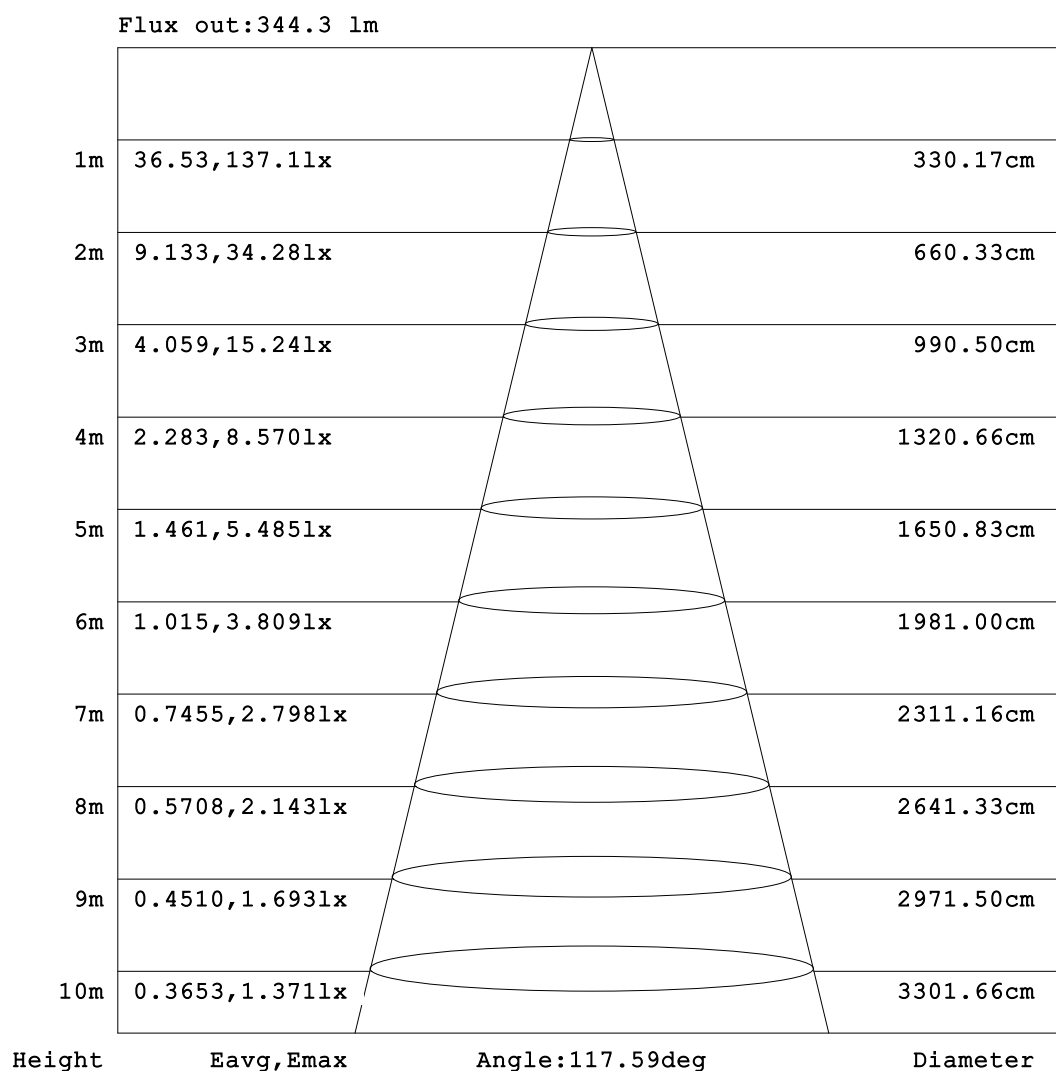 Flux out:344.3 lm
1m 36.53,137.1lx 330.17cm
2m 9.133,34.28lx 660.33cm
3m 4.059,15.24lx 990.50cm
4m 2.283,8.570lx 1320.66cm
5m 1.461,5.485lx 1650.83cm
6m 1.015,3.809lx 1981.00cm
7m 0.7455,2.798lx 2311.16cm
8m 0.5708,2.143lx 2641.33cm
9m 0.4510,1.693lx 2971.50cm
10m 0.3653,1.371lx 3301.66cm
Height Eavg,Emax Angle:117.59deg Diameter